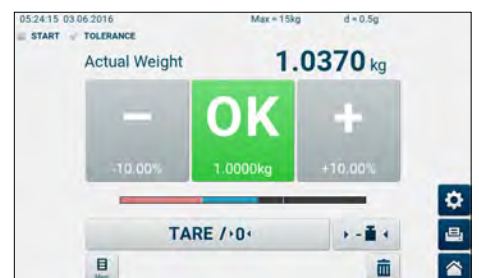 05:24:15 03.06.2016 Max = 15kg d = 0.5g
START TOLERANCE
Actual Weight 1.0370 kg
− OK +
-10.00% 1.0000kg +10.00%
TARE /›0‹